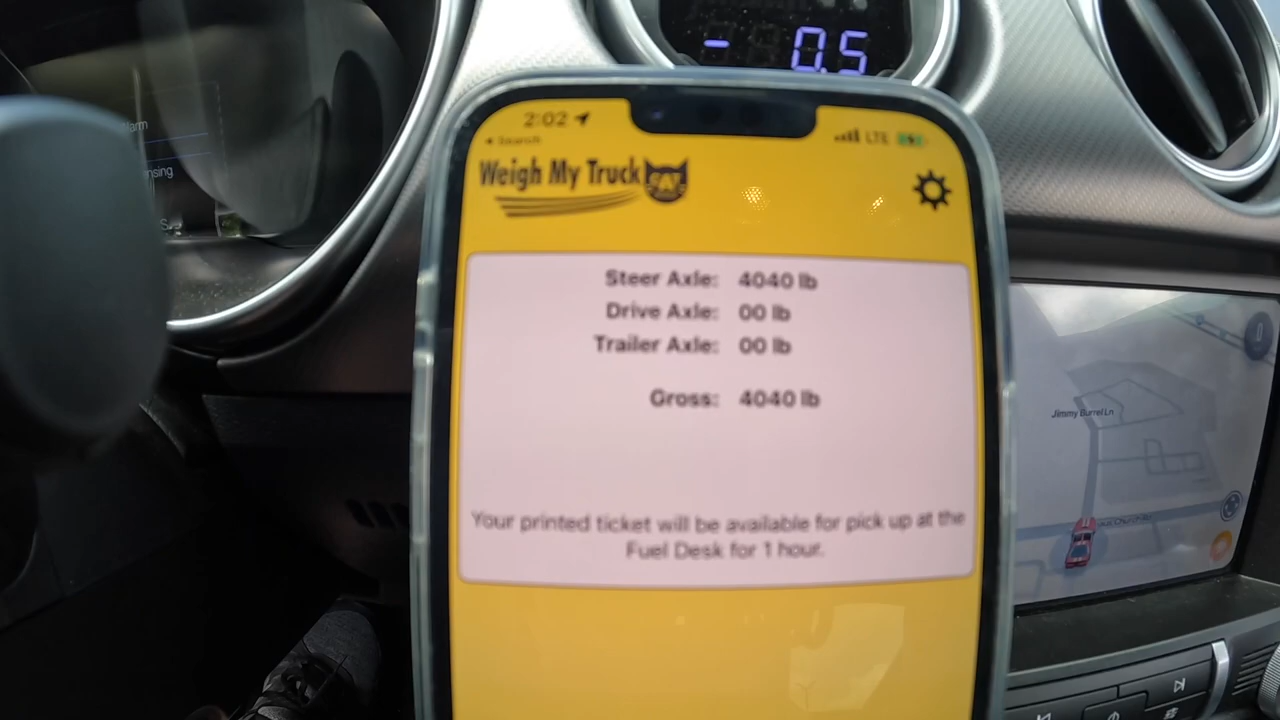 - 0.5
2:02
LTE
Search
Weigh My Truck
CAT
Steer Axle: 4040 lb
Drive Axle: 00 lb
Trailer Axle: 00 lb
Gross: 4040 lb
Your printed ticket will be available for pick up at the
Fuel Desk for 1 hour.
Jimmy Burrel Ln